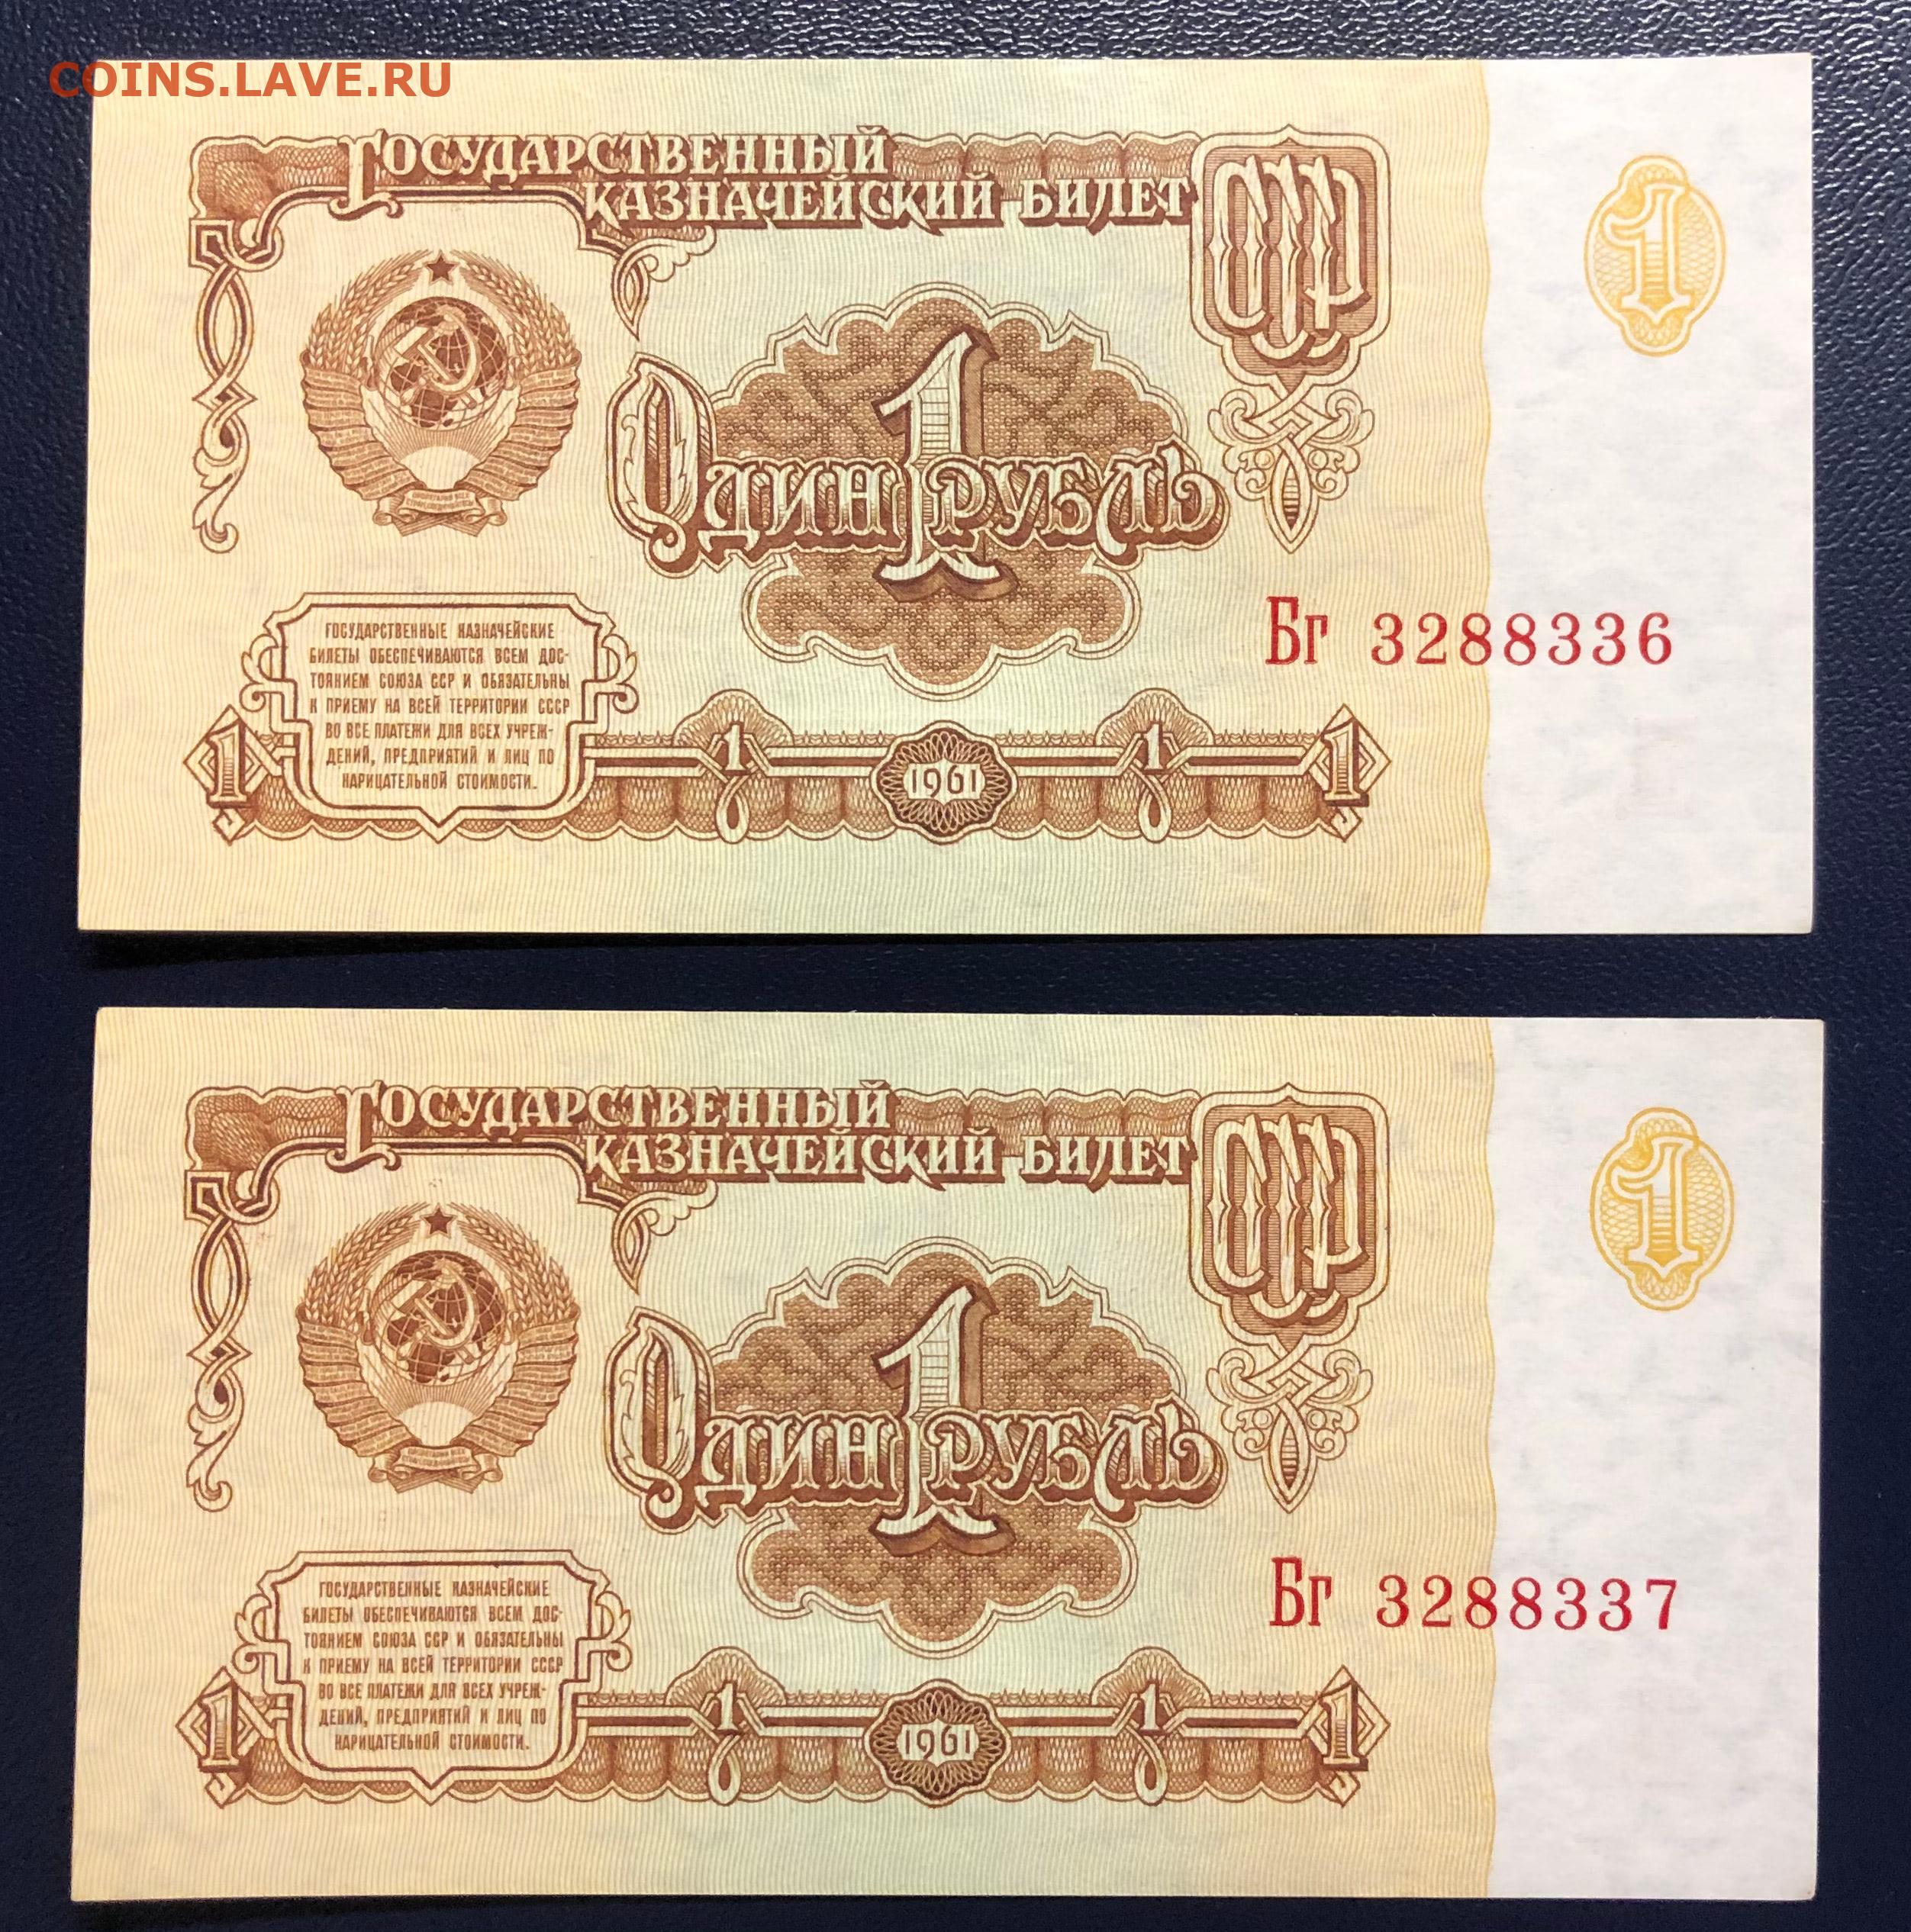 COINS.LAVE.RU
ГОСУДАРСТВЕННЫЙ
КАЗНАЧЕЙСКИЙ БИЛЕТ
СССР
1
1
ОДИН РУБЛЬ
Бг 3288336
ГОСУДАРСТВЕННЫЕ КАЗНАЧЕЙСКИЕ
БИЛЕТЫ ОБЕСПЕЧИВАЮТСЯ ВСЕМ ДОС-
ТОЯНИЕМ СОЮЗА ССР И ОБЯЗАТЕЛЬНЫ
К ПРИЕМУ НА ВСЕЙ ТЕРРИТОРИИ СССР
ВО ВСЕ ПЛАТЕЖИ ДЛЯ ВСЕХ УЧРЕЖ-
ДЕНИЙ, ПРЕДПРИЯТИЙ И ЛИЦ ПО
НАРИЦАТЕЛЬНОЙ СТОИМОСТИ.
1 1 1961 1 1
ГОСУДАРСТВЕННЫЙ
КАЗНАЧЕЙСКИЙ БИЛЕТ
СССР
1
1
ОДИН РУБЛЬ
Бг 3288337
ГОСУДАРСТВЕННЫЕ КАЗНАЧЕЙСКИЕ
БИЛЕТЫ ОБЕСПЕЧИВАЮТСЯ ВСЕМ ДОС-
ТОЯНИЕМ СОЮЗА ССР И ОБЯЗАТЕЛЬНЫ
К ПРИЕМУ НА ВСЕЙ ТЕРРИТОРИИ СССР
ВО ВСЕ ПЛАТЕЖИ ДЛЯ ВСЕХ УЧРЕЖ-
ДЕНИЙ, ПРЕДПРИЯТИЙ И ЛИЦ ПО
НАРИЦАТЕЛЬНОЙ СТОИМОСТИ.
1 1 1961 1 1